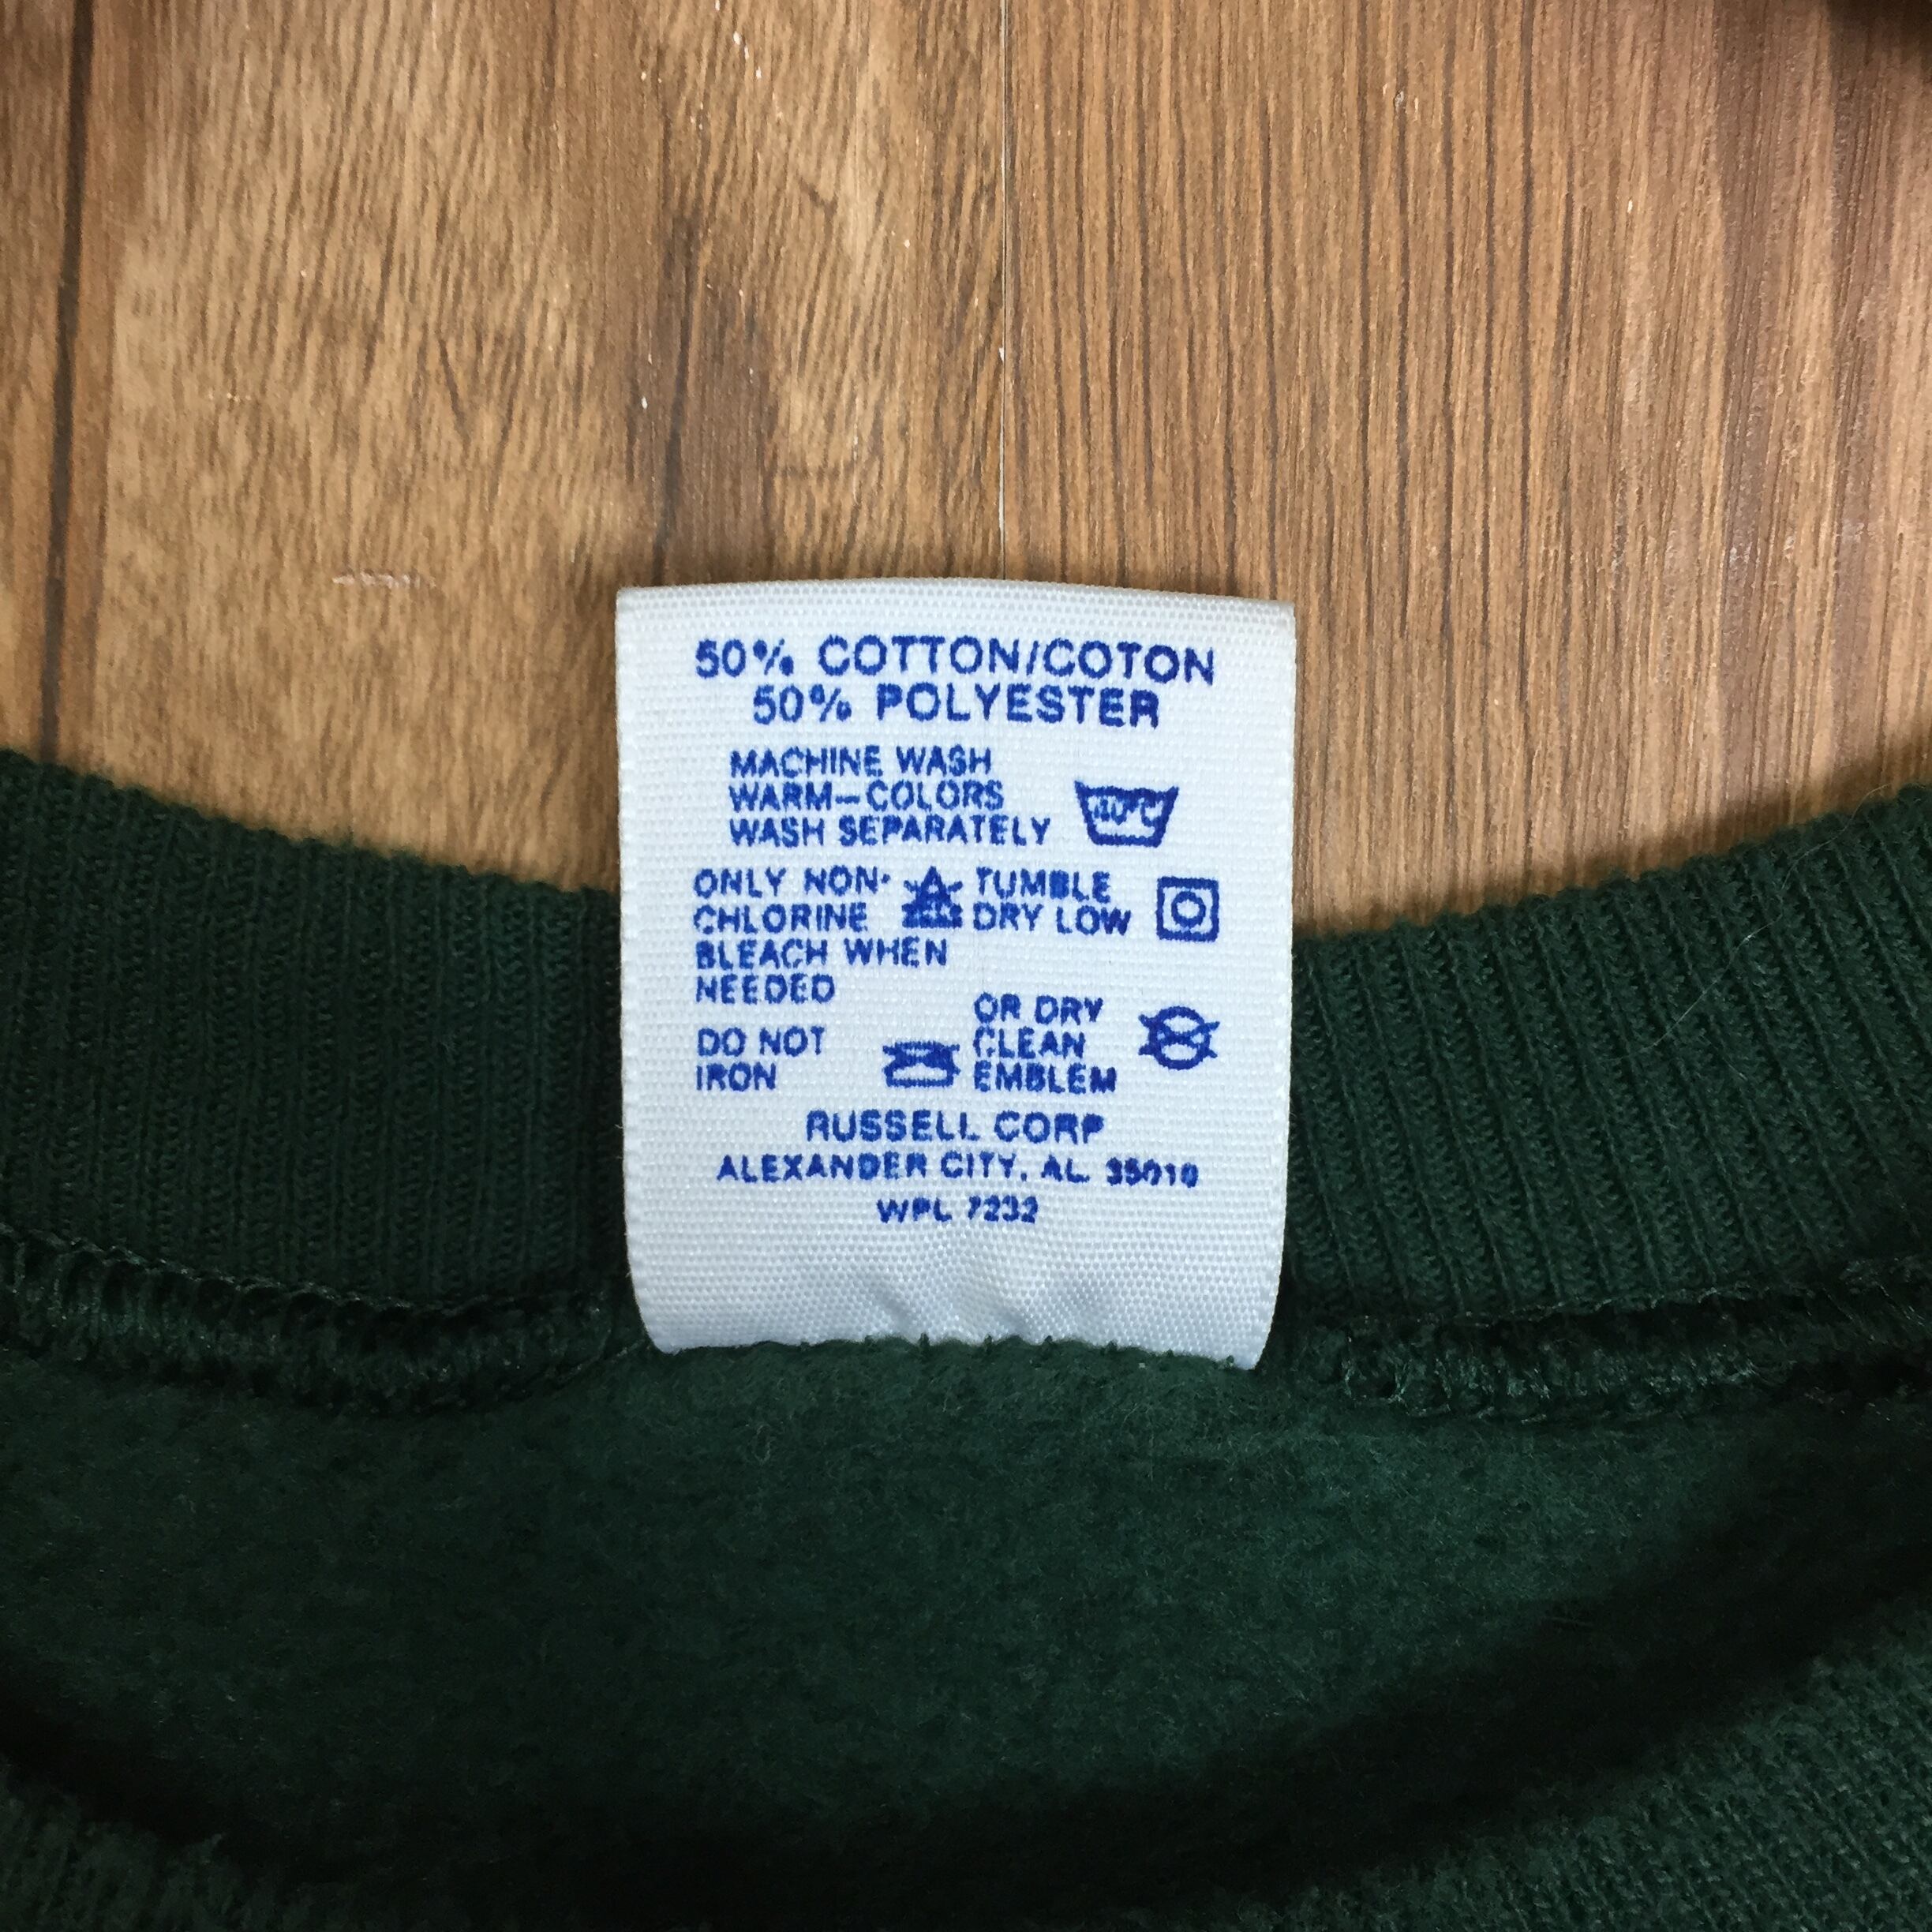 50% COTTON/COTON
50% POLYESTER
MACHINE WASH
WARM–COLORS
WASH SEPARATELY
40°C
ONLY NON-
CHLORINE
BLEACH WHEN
NEEDED
TUMBLE
DRY LOW
DO NOT
IRON
OR DRY
CLEAN
EMBLEM
RUSSELL CORP
ALEXANDER CITY, AL. 35010
WPL 7232